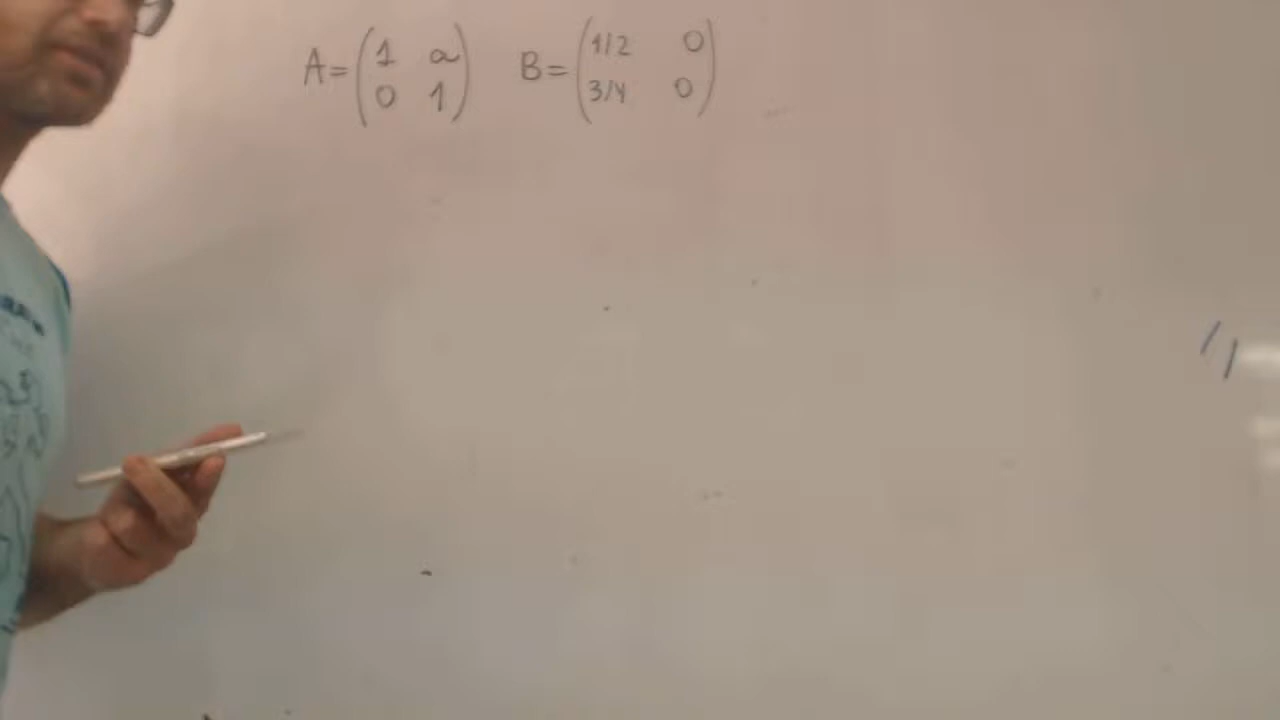 A = (1 a
0 1) B = (1/2 0
3/4 0)